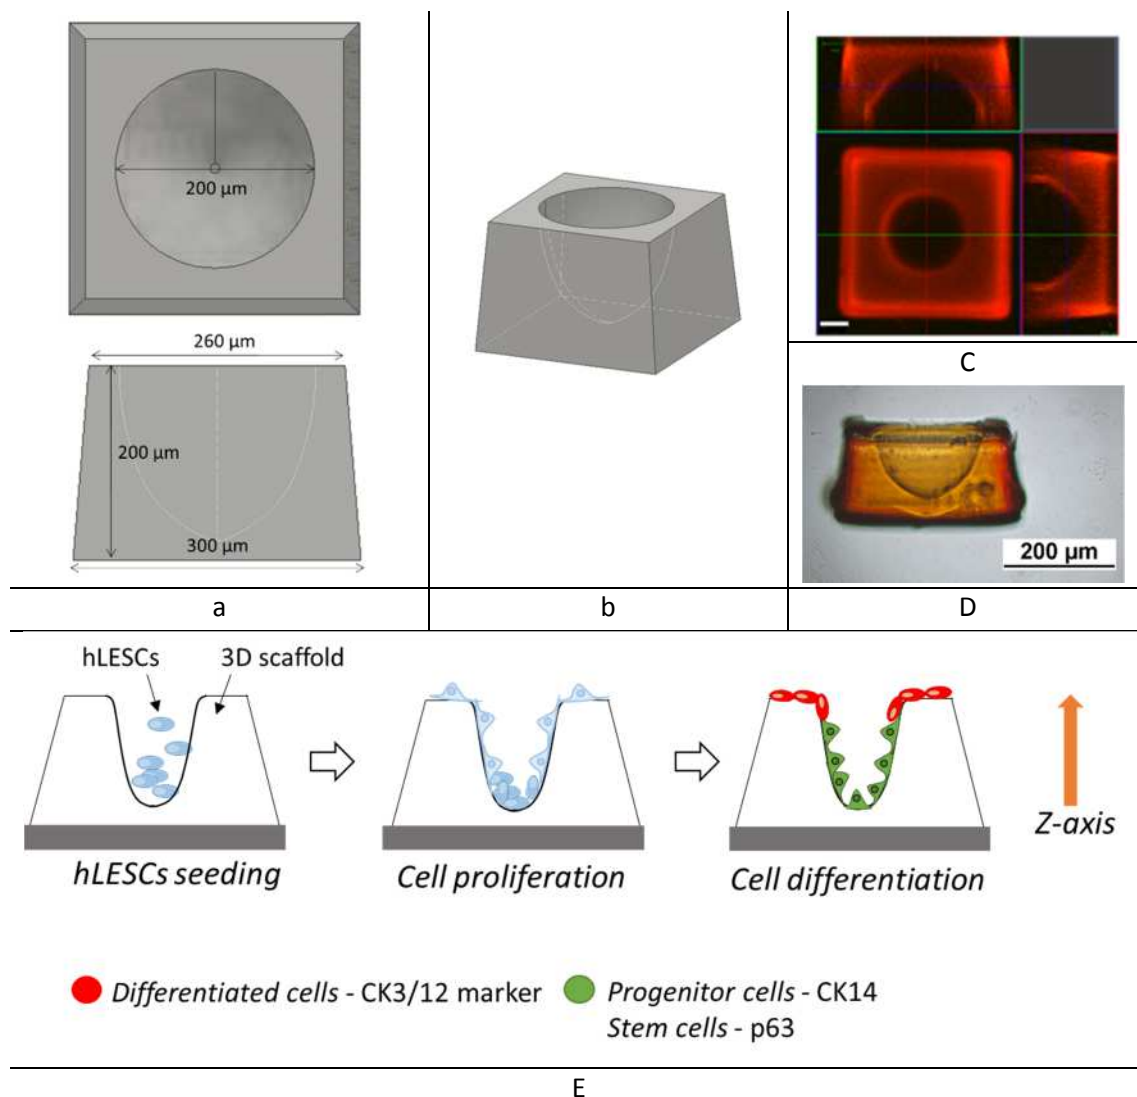 200 μm
260 μm
200 μm
300 μm
a
b
C
200 μm
D
hLESCs
3D scaffold
hLESCs seeding
Cell proliferation
Cell differentiation
Z-axis
Differentiated cells - CK3/12 marker
Progenitor cells - CK14
Stem cells - p63
E